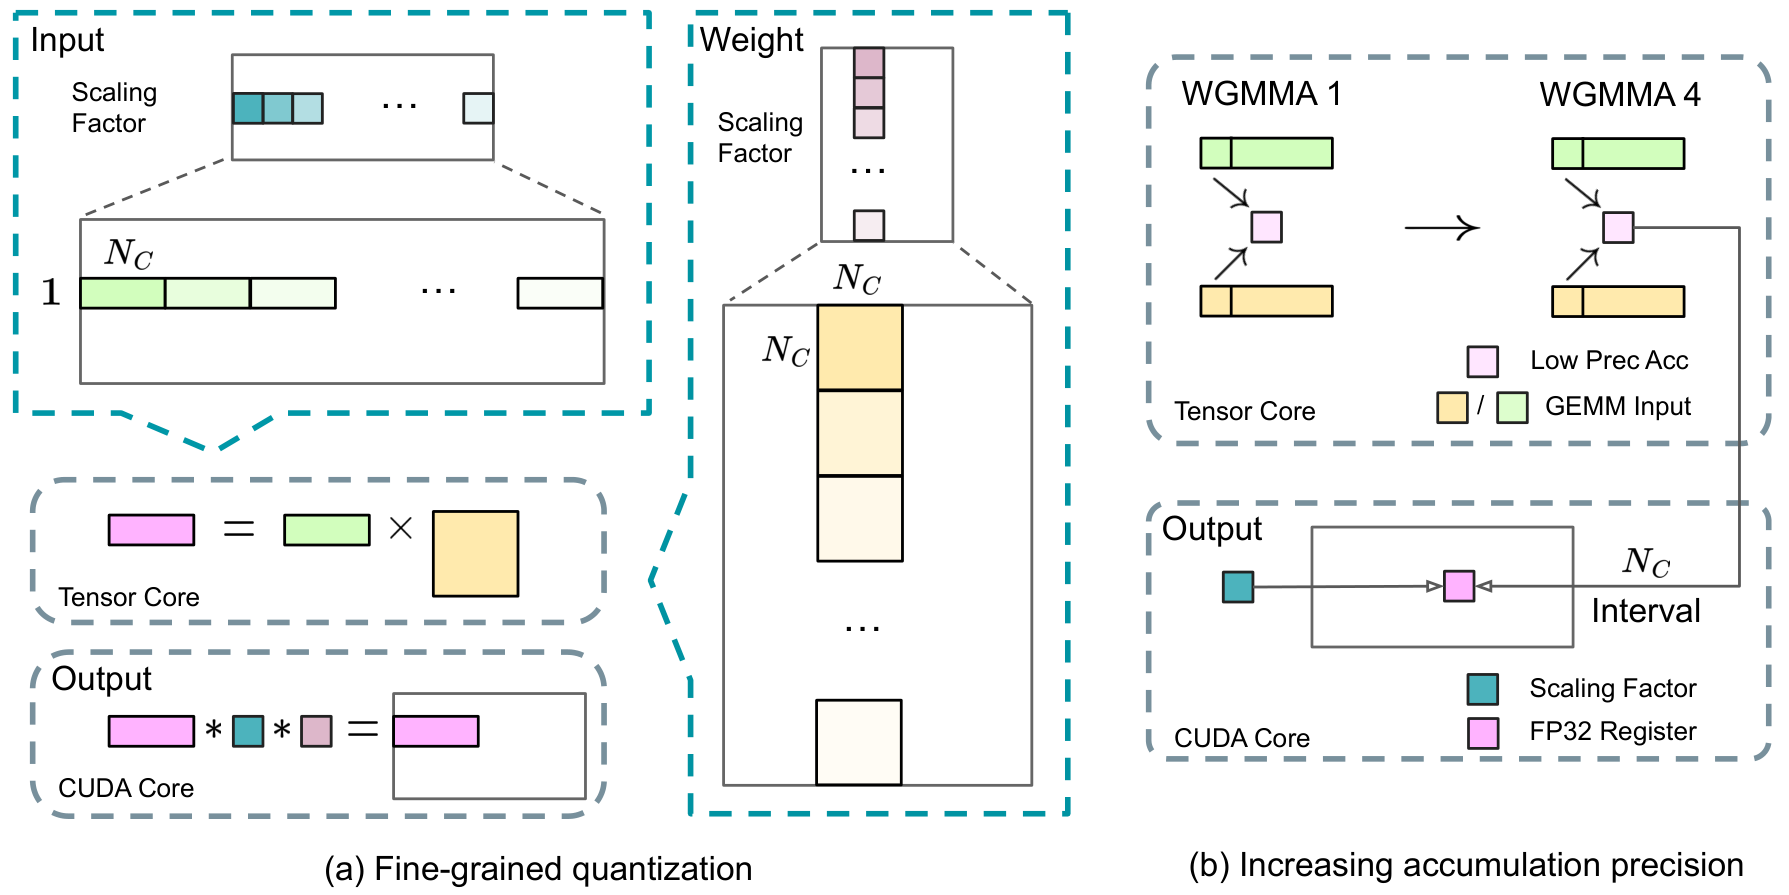 Input
Scaling
Factor
...
N_C
1
...
Weight
Scaling
Factor
...
N_C
N_C
...
= ×
Tensor Core
Output
* * =
CUDA Core
(a) Fine-grained quantization
WGMMA 1
WGMMA 4
Low Prec Acc
/ GEMM Input
Tensor Core
Output
N_C
Interval
Scaling Factor
FP32 Register
CUDA Core
(b) Increasing accumulation precision